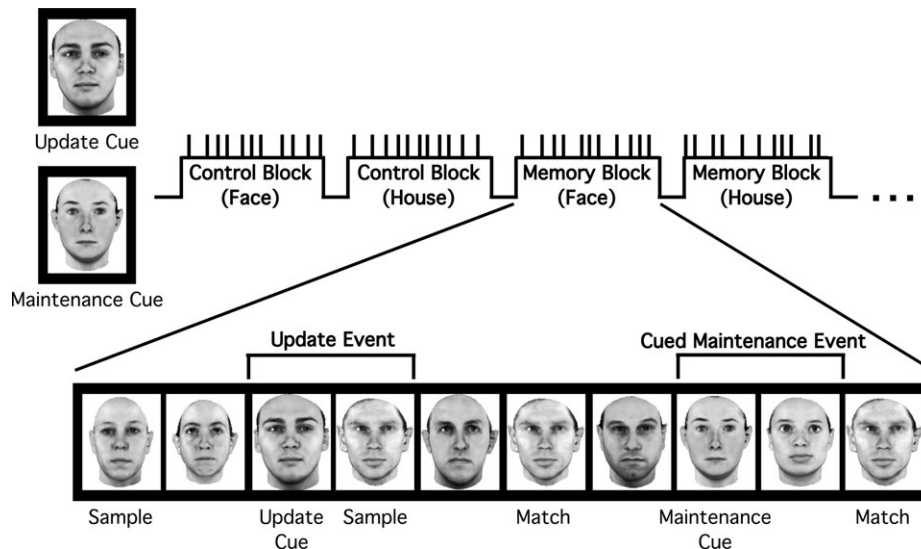 Update Cue
Maintenance Cue
Control Block
(Face)
Control Block
(House)
Memory Block
(Face)
Memory Block
(House)
Update Event
Cued Maintenance Event
Sample
Update
Cue
Sample
Match
Maintenance
Cue
Match